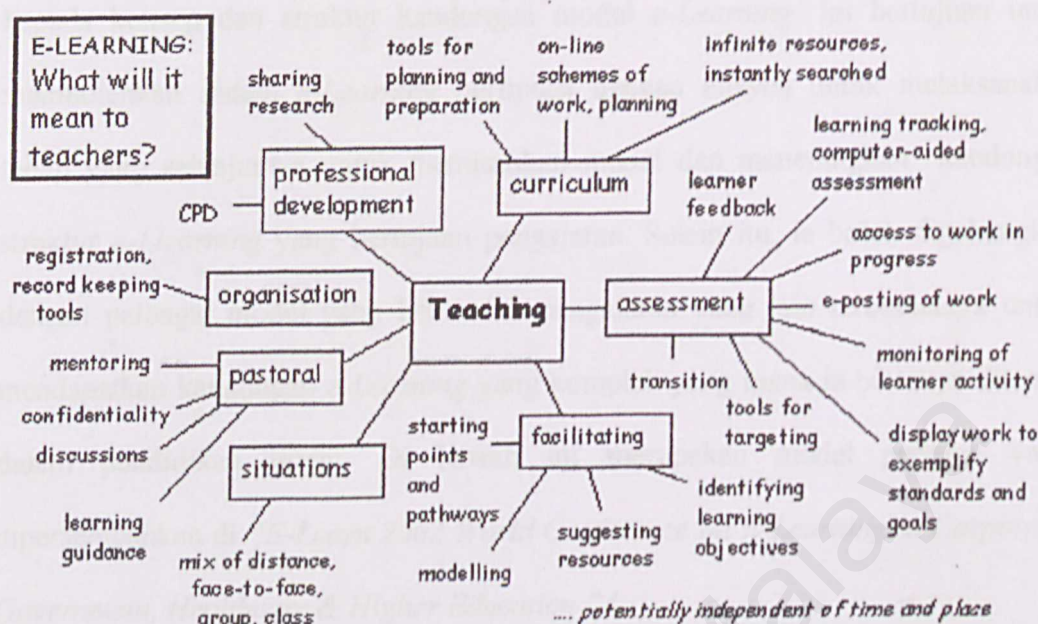 E-LEARNING:
What will it
mean to
teachers?
sharing
research
tools for
planning and
preparation
on-line
schemes of
work, planning
infinite resources,
instantly searched
learning tracking,
computer-aided
assessment
professional
development
curriculum
learner
feedback
CPD
access to work in
progress
registration,
record keeping
tools
organisation
Teaching
assessment
e-posting of work
mentoring
pastoral
transition
monitoring of
learner activity
confidentiality
discussions
situations
starting
points
and
pathways
facilitating
tools for
targeting
display work to
exemplify
standards and
goals
identifying
learning
objectives
learning
guidance
suggesting
resources
modelling
mix of distance,
face-to-face,
group, class
.... potentially independent of time and place